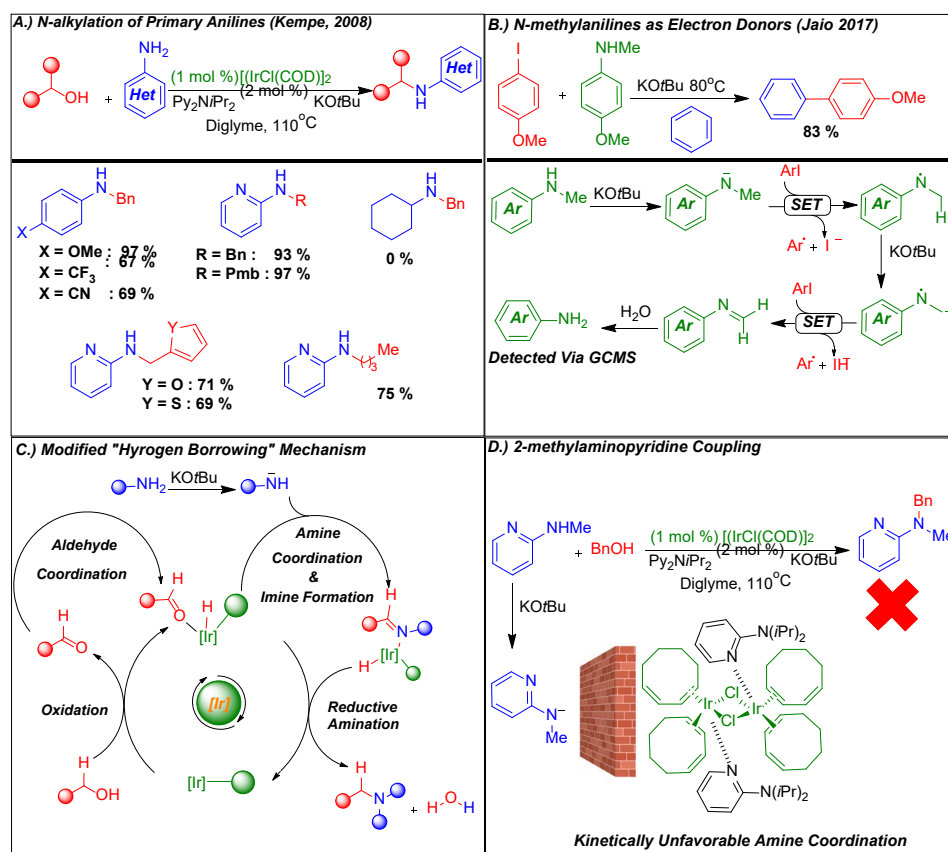 A.) N-alkylation of Primary Anilines (Kempe, 2008)
OH
+
NH2
Het
(1 mol %)[(IrCl(COD)]2
Py2NiPr2 (2 mol %) KOtBu
Diglyme, 110°C
N
H
Het
H
N
Bn
X
X = OMe : 97 %
X = CF3 : 67 %
X = CN : 69 %
N
H
N
R
R = Bn : 93 %
R = Pmb : 97 %
H
N
Bn
0 %
N
H
N
Y
Y = O : 71 %
Y = S : 69 %
N
H
N
( )3
Me
75 %
B.) N-methylanilines as Electron Donors (Jaio 2017)
I
OMe
+
NHMe
OMe
KOtBu 80°C
OMe
83 %
H
N
Me
Ar
KOtBu
N̄
Me
Ar
ArI
SET
Ar• + I−
Ṅ
H
Ar
KOtBu
Ṅ
−
Ar
ArI
SET
Ar• + IH−
N
H
H
Ar
H2O
NH2
Ar
Detected Via GCMS
C.) Modified "Hyrogen Borrowing" Mechanism
NH2
KOtBu
N̄H
Aldehyde
Coordination
Amine
Coordination
&
Imine Formation
H
O
H
O
H
[Ir]
H
N
[Ir]
H
[Ir]
Oxidation
Reductive
Amination
H
OH
[Ir]
H
N
+
H O H
D.) 2-methylaminopyridine Coupling
N
NHMe
+ BnOH
(1 mol %) [(IrCl(COD)]2
Py2NiPr2 (2 mol %) KOtBu
Diglyme, 110°C
Bn
N
N
Me
KOtBu
N
N−
Me
N(iPr)2
N
Cl
Ir
Ir
Cl
N
N(iPr)2
Kinetically Unfavorable Amine Coordination